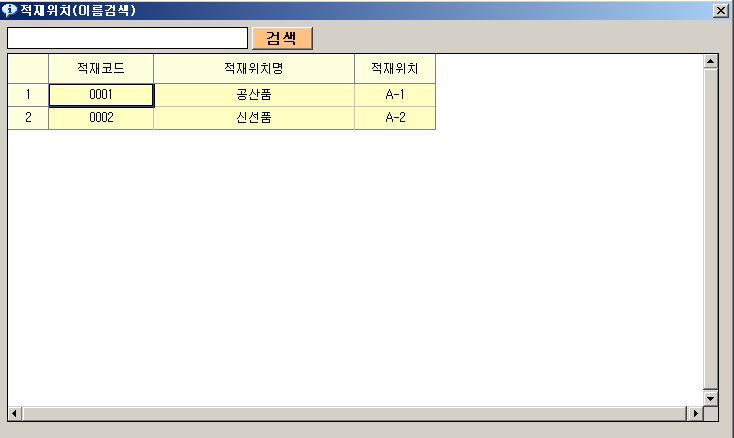 적재위치(이름검색)
검색
적재코드 적재위치명 적재위치
1 0001 공산품 A-1
2 0002 신선품 A-2